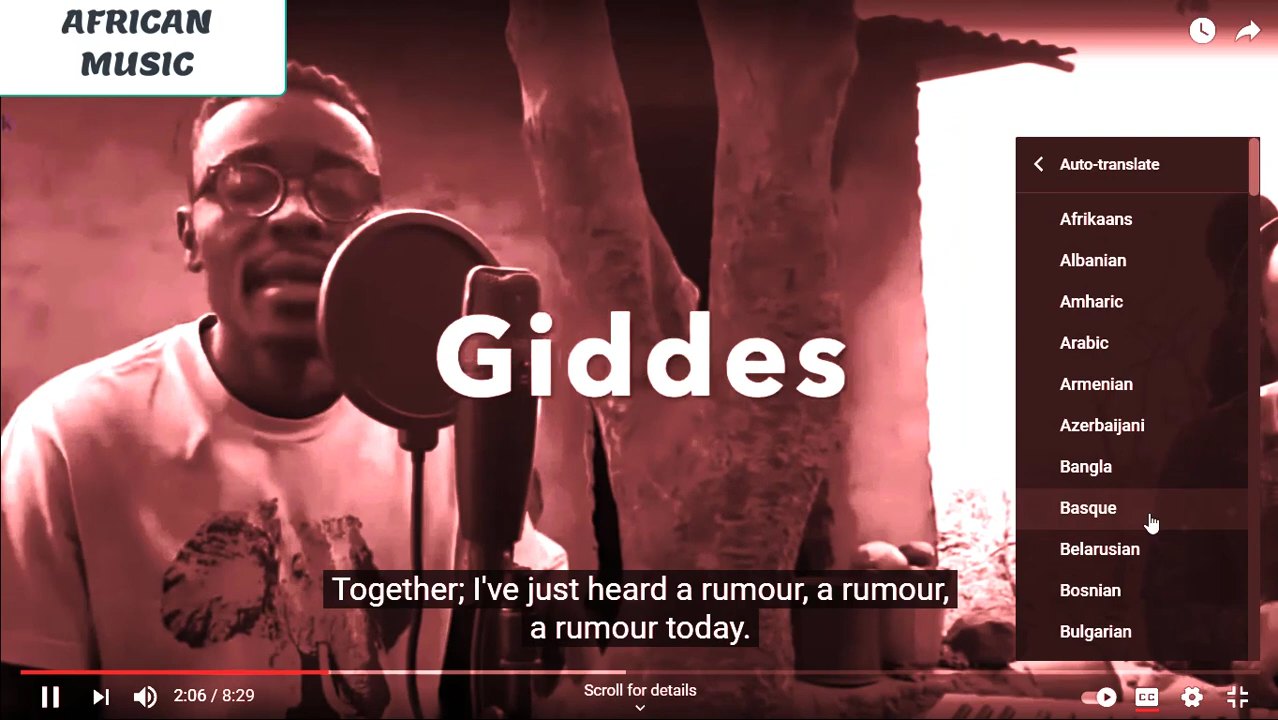 AFRICAN
MUSIC
Auto-translate
Afrikaans
Albanian
Amharic
Arabic
Armenian
Azerbaijani
Bangla
Basque
Belarusian
Bosnian
Bulgarian
Giddes
Together; I've just heard a rumour, a rumour,
a rumour today.
2:06 / 8:29
Scroll for details
CC